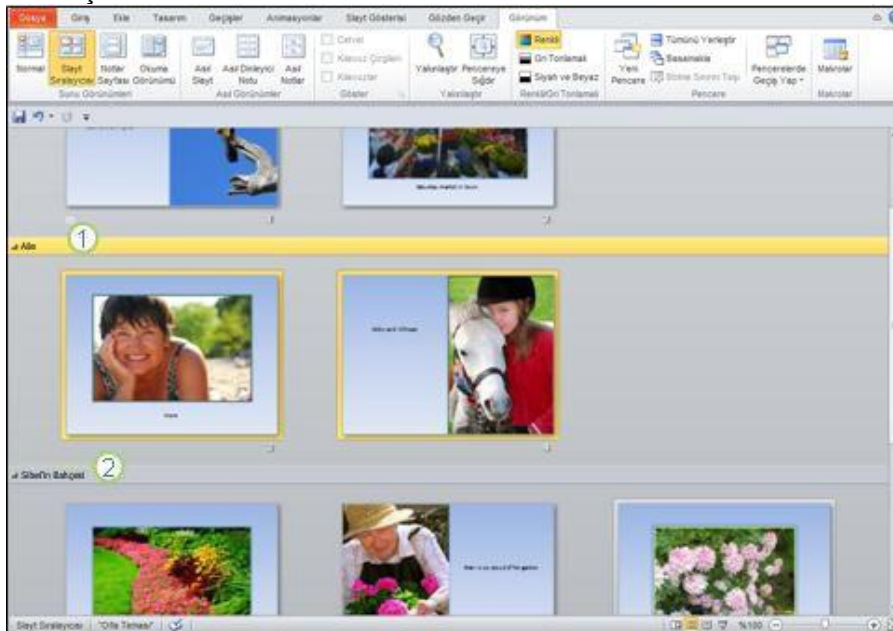 Dosya Giriş Ekle Tasarım Geçişler Animasyonlar Slayt Gösterisi Gözden Geçir Görünüm
Normal
Slayt Sıralayıcısı
Notlar Sayfası
Okuma Görünümü
Sunu Görünümleri
Asıl Slayt
Asıl Dinleyici Notu
Asıl Notlar
Asıl Görünümler
Cetvel
Kılavuz Çizgileri
Kılavuzlar
Göster
Yakınlaştır
Pencereye Sığdır
Yakınlaştır
Renkli
Gri Tonlamalı
Siyah ve Beyaz
Renkli/Gri Tonlamalı
Yeni Pencere
Tümünü Yerleştir
Basamakla
Bölme Sınırını Taşı
Pencerelerde Geçiş Yap
Pencere
Makrolar
Makrolar
1
2
Sibel'in Bahçesi
Slayt Sıralayıcısı "Ofis Teması" %100